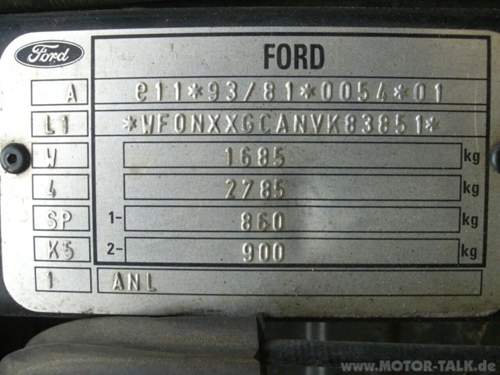 Ford FORD
A e11*93/81*0054*01
L1 *WF0NXXGCANVK83851*
W 1685 kg
4 2785 kg
SP 1- 860 kg
K5 2- 900 kg
1 ANL
www.MOTOR-TALK.de